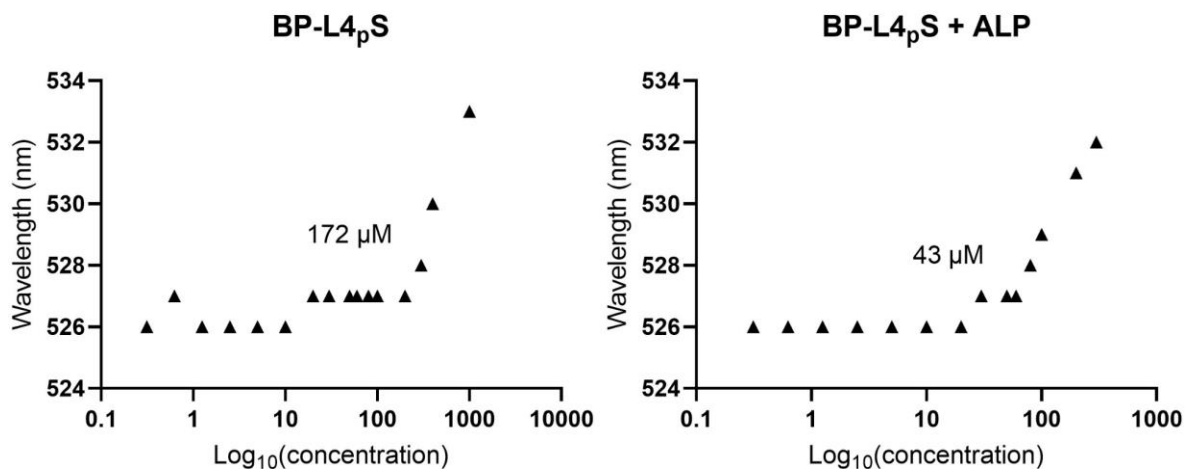 BP-L4pS
534
532
530
528
526
524
Wavelength (nm)
172 µM
0.1
1
10
100
1000
10000
Log10(concentration)
BP-L4pS + ALP
534
532
530
528
526
524
Wavelength (nm)
43 µM
0.1
1
10
100
1000
Log10(concentration)